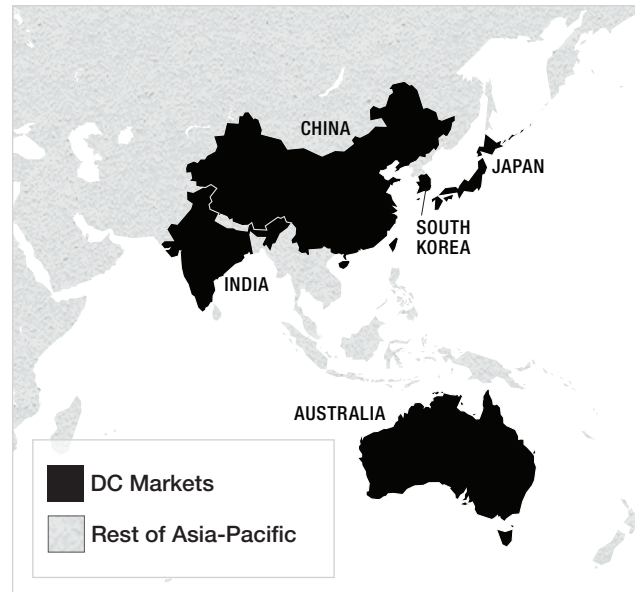 CHINA
JAPAN
SOUTH
KOREA
INDIA
AUSTRALIA
DC Markets
Rest of Asia-Pacific